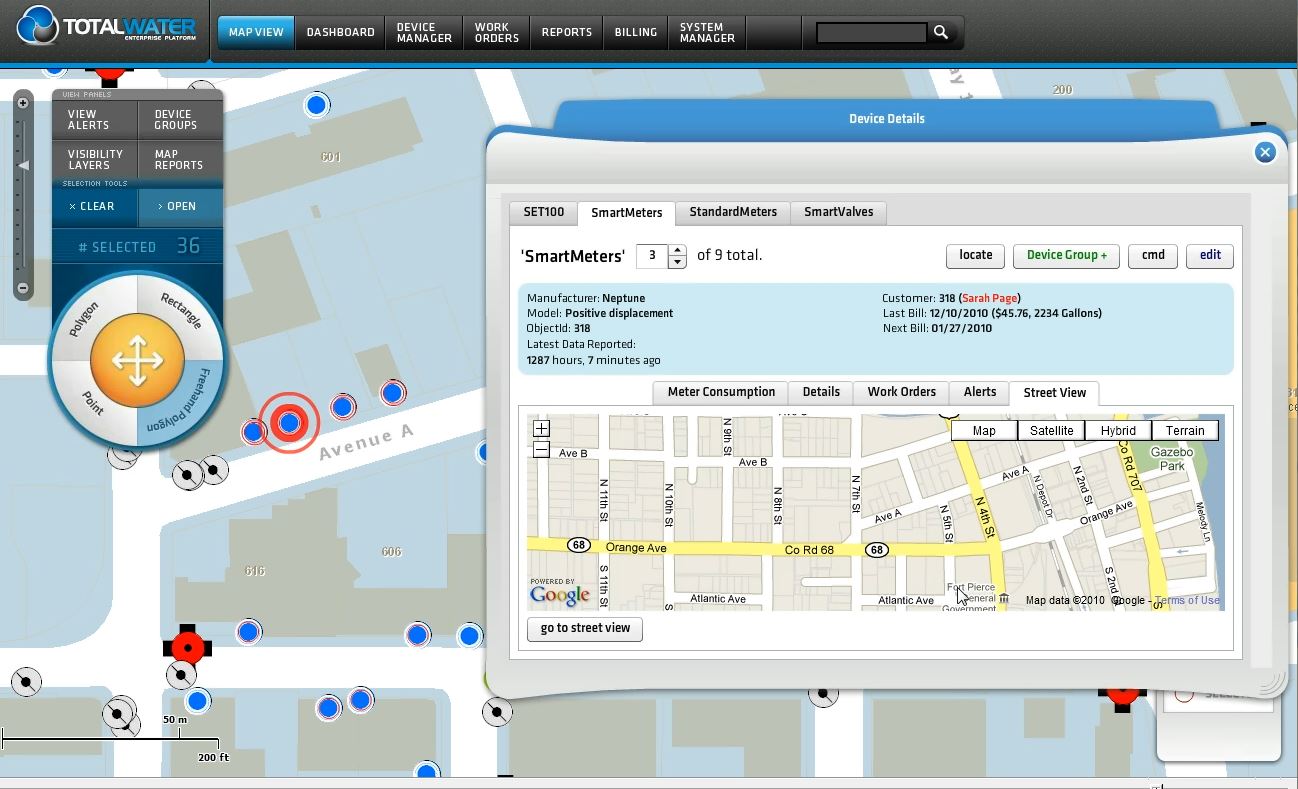 TOTALWATER
ENTERPRISE PLATFORM
MAP VIEW
DASHBOARD
DEVICE
MANAGER
WORK
ORDERS
REPORTS
BILLING
SYSTEM
MANAGER
VIEW PANELS
VIEW
ALERTS
DEVICE
GROUPS
VISIBILITY
LAYERS
MAP
REPORTS
SELECTION TOOLS
× CLEAR
› OPEN
# SELECTED 36
Polygon
Rectangle
Point
Freehand Polygon
601
200
Avenue A
606
616
50 m
200 ft
Device Details
SET100
SmartMeters
StandardMeters
SmartValves
'SmartMeters' 3 of 9 total.
locate
Device Group +
cmd
edit
Manufacturer: Neptune
Model: Positive displacement
ObjectId: 318
Latest Data Reported:
1287 hours, 7 minutes ago
Customer: 318 (Sarah Page)
Last Bill: 12/10/2010 ($45.76, 2234 Gallons)
Next Bill: 01/27/2010
Meter Consumption
Details
Work Orders
Alerts
Street View
+
−
Map
Satellite
Hybrid
Terrain
Ave B
Ave B
N 9th St
N 11th St
N 10th St
N 8th St
N 7th St
Ave A
Ave A
N 5th St
N 4th St
N Depot Dr
N 2nd St
Co Rd 707
Gazebo
Park
Orange Ave
Melody Ln
68
Orange Ave
Co Rd 68
68
S 11th St
Atlantic Ave
Atlantic Ave
Fort Pierce
General
Government
POWERED BY
Google
Map data ©2010 Google - Terms of Use
go to street view